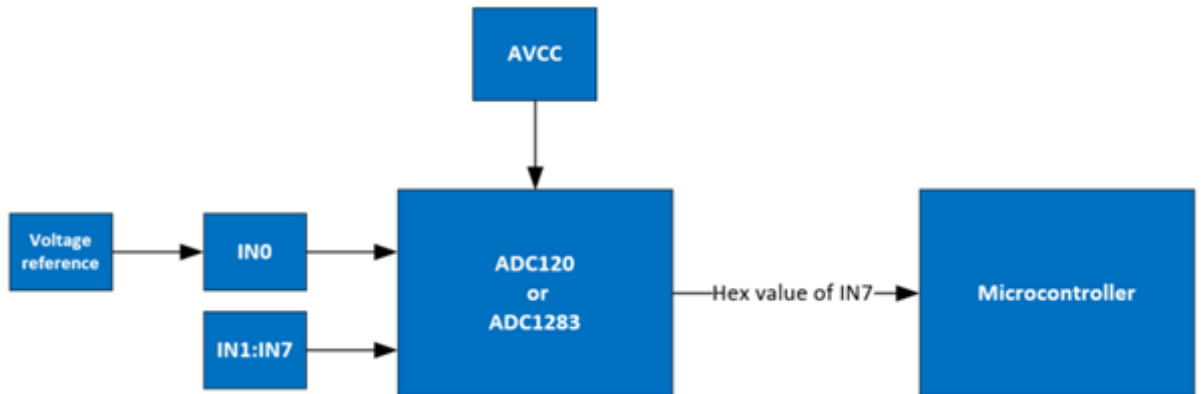 AVCC
Voltage
reference
IN0
IN1:IN7
ADC120
or
ADC1283
Hex value of IN7
Microcontroller